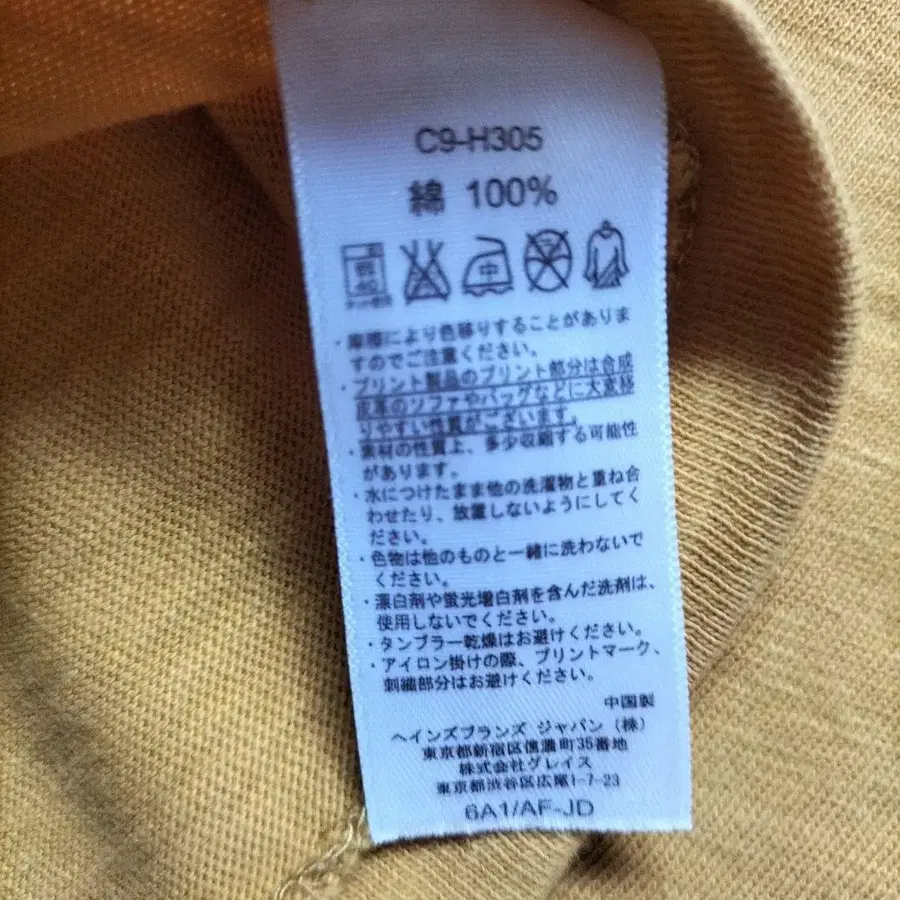 C9-H305
綿 100%
中
・摩擦により色移りすることがありま
すのでご注意ください。
・プリント製品のプリント部分は合成
皮革のソファやバッグなどに大変移
りやすい性質がございます。
・素材の性質上、多少収縮する可能性
があります。
・水につけたまま他の洗濯物と重ね合
わせたり、放置しないようにしてく
ださい。
・色物は他のものと一緒に洗わないで
ください。
・漂白剤や蛍光増白剤を含んだ洗剤は、
使用しないでください。
・タンブラー乾燥はお避けください。
・アイロン掛けの際、プリントマーク、
刺繍部分はお避けください。
中国製
ヘインズブランズ ジャパン（株）
東京都新宿区信濃町35番地
株式会社グレイス
東京都渋谷区広尾1-7-23
6A1/AF-JD